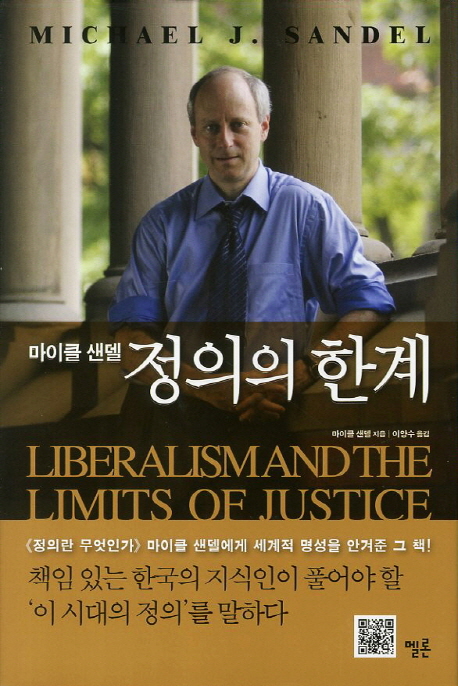 MICHAEL J. SANDEL
마이클 샌델 정의의 한계
마이클 샌델 지음 | 이양수 옮김
LIBERALISM AND THE
LIMITS OF JUSTICE
《정의란 무엇인가》 마이클 샌델에게 세계적 명성을 안겨준 그 책!
책임 있는 한국의 지식인이 풀어야 할
‘이 시대의 정의’를 말하다
멜론